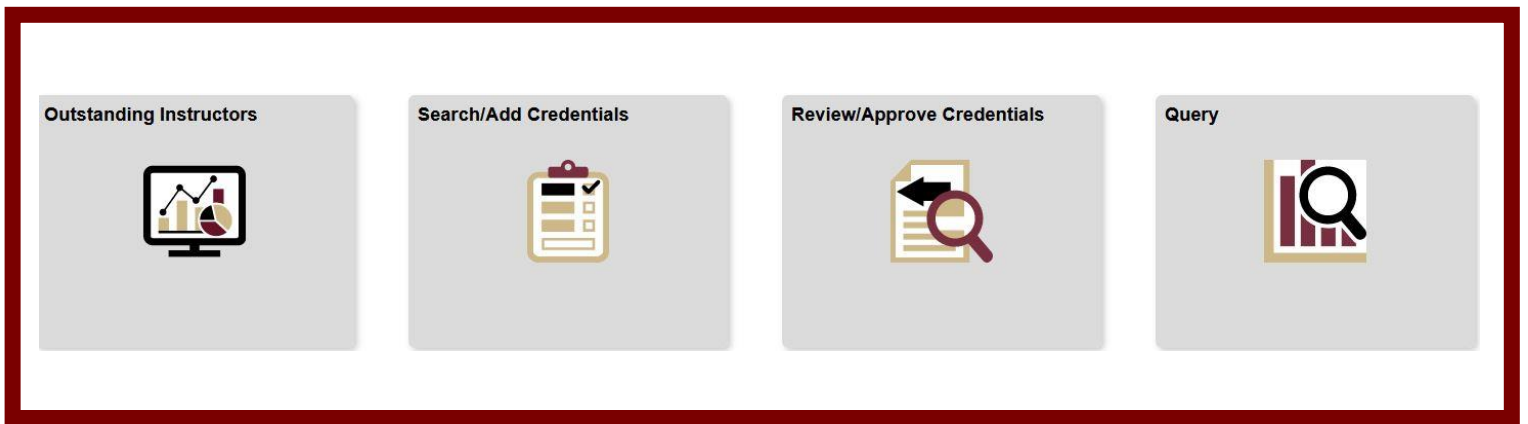 Outstanding Instructors
Search/Add Credentials
Review/Approve Credentials
Query